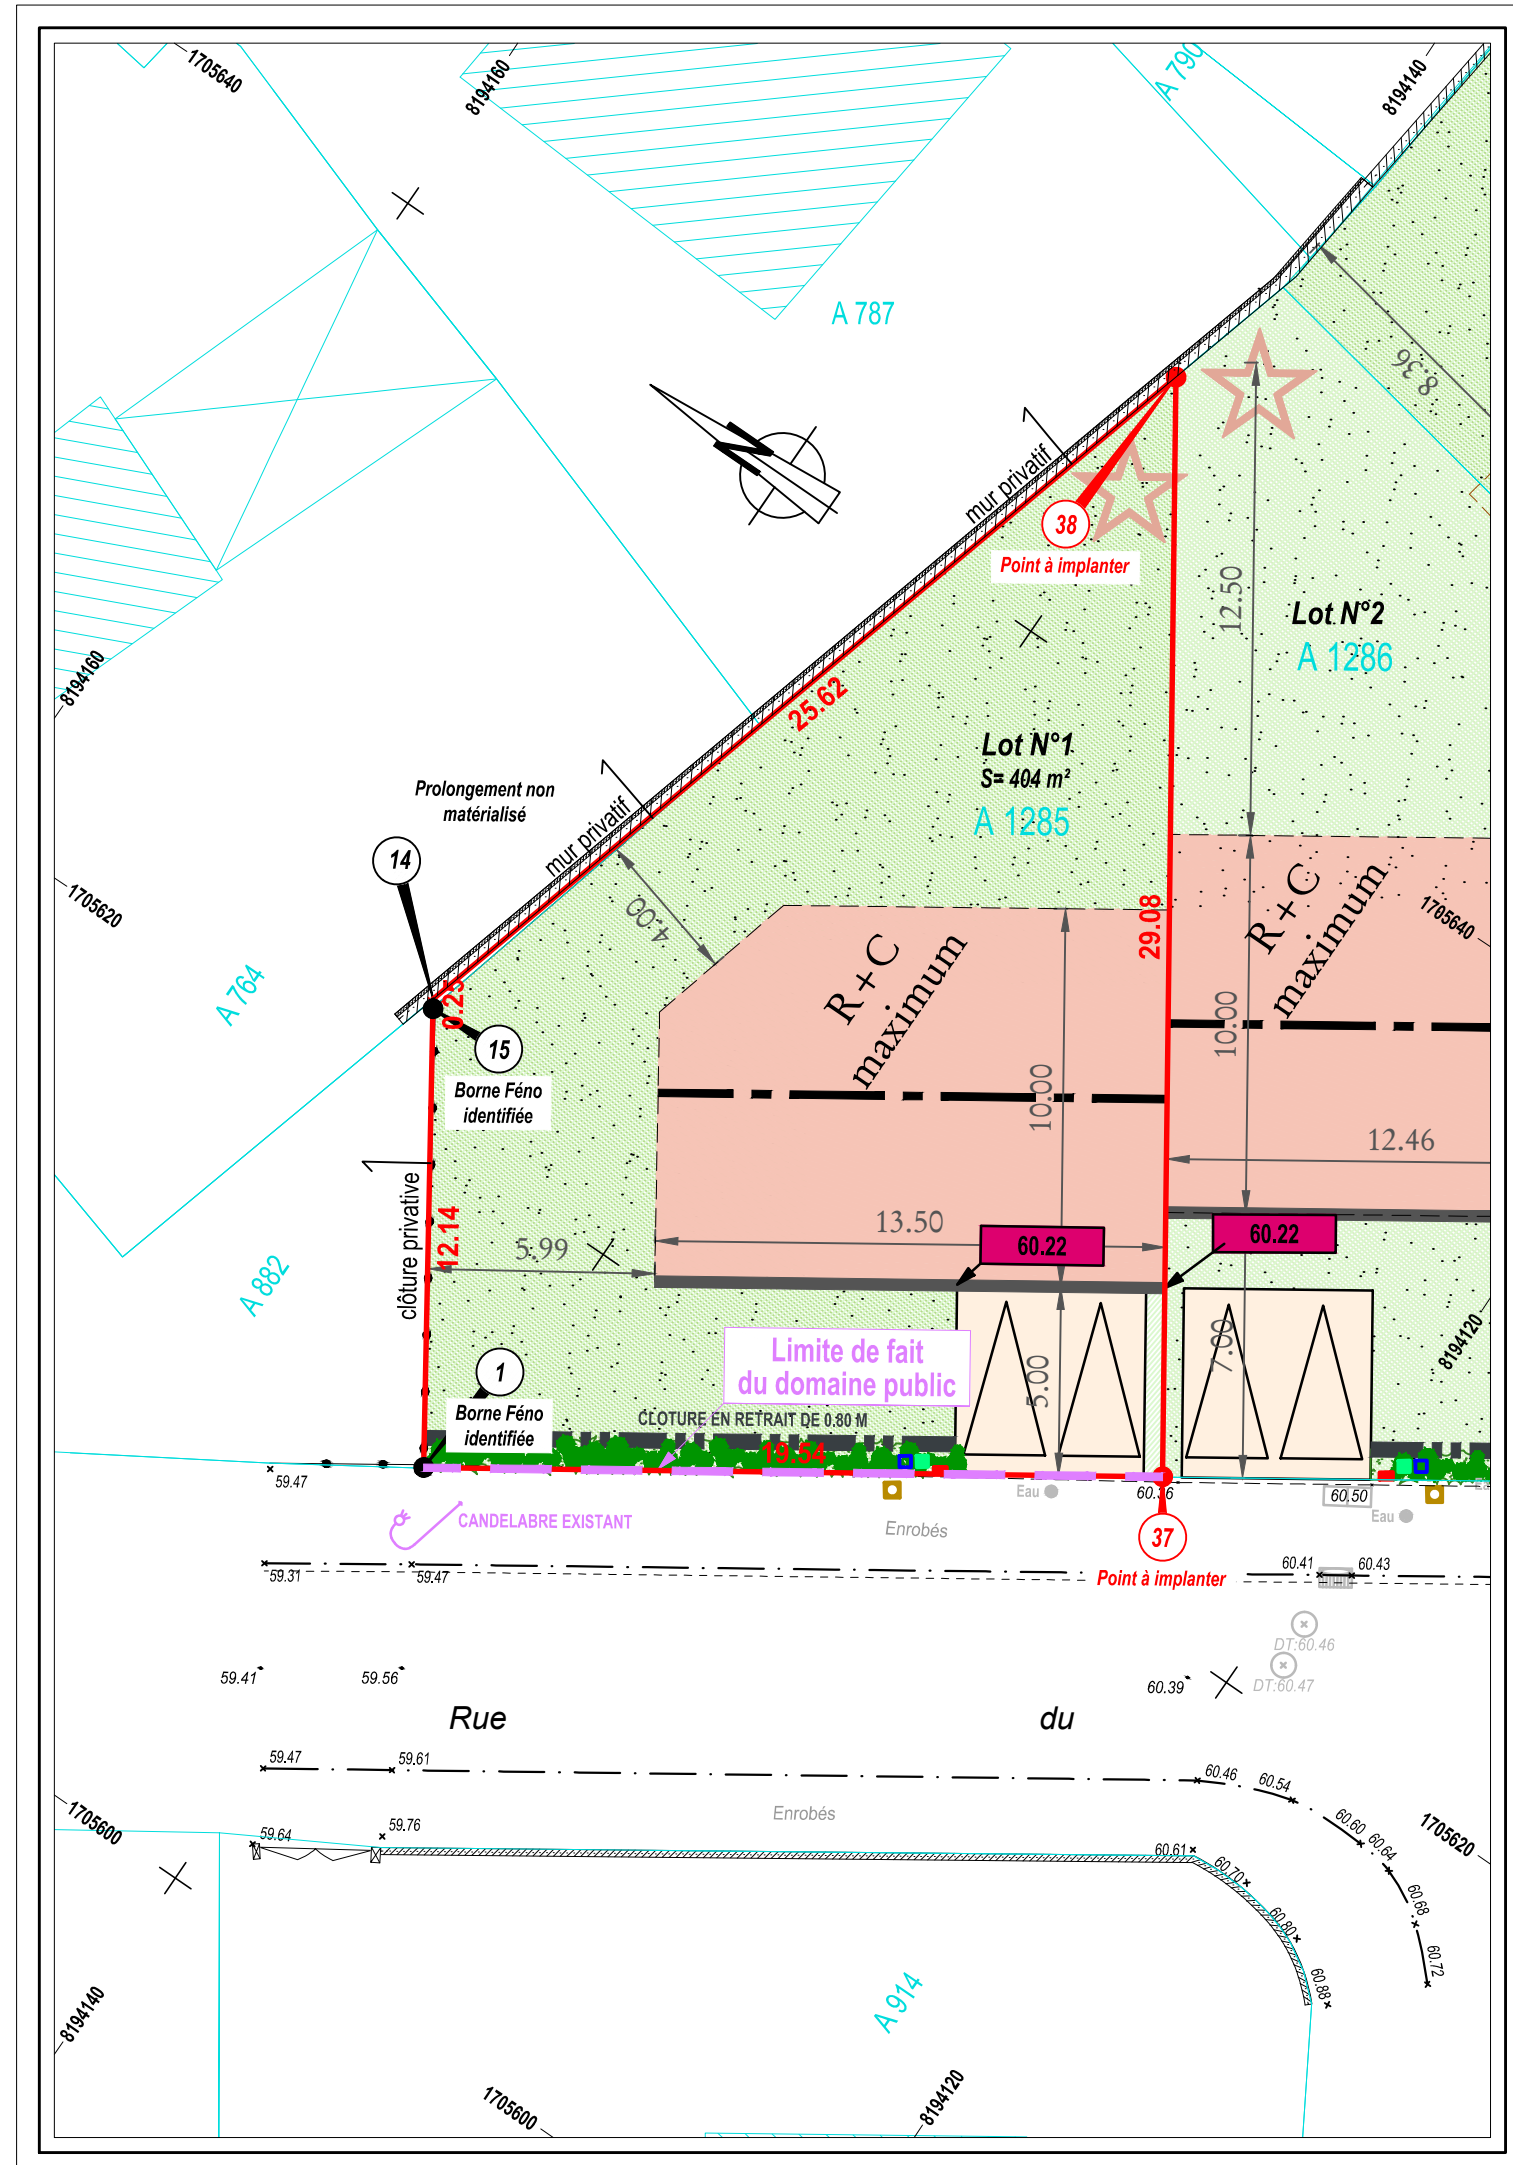 1705640
8194160
A 790
8194140
A 787
8.36
N
mur privatif
38
Point à implanter
12.50
Lot N°2
A 1286
8194160
25.62
Lot N°1
S= 404 m²
A 1285
Prolongement non
matérialisé
mur privatif
14
4.00
1705620
R+C
maximum
29.08
R+C
maximum
1705640
A 764
0.25
15
Borne Féno
identifiée
10.00
10.00
12.46
clôture privative
12.14
5.99
13.50
60.22
60.22
A 882
8194120
1
Borne Féno
identifiée
Limite de fait
du domaine public
5.00
7.00
CLOTURE EN RETRAIT DE 0.80 M
19.54
59.47
Eau
60.36
60.50
Eau
CANDELABRE EXISTANT
Enrobés
37
Point à implanter
59.31
59.47
60.41
60.43
DT:60.46
DT:60.47
59.41
59.56
60.39
Rue
du
59.47
59.61
60.46
60.54
60.60
60.64
60.68
60.72
Enrobés
1705600
59.64
59.76
60.61
60.70
60.80
60.88
1705620
A 914
8194140
1705600
8194120